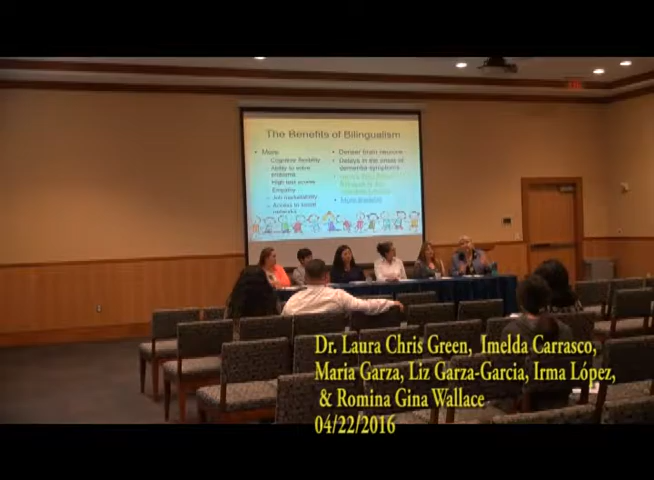 The Benefits of Bilingualism
• More
Cognitive flexibility
Ability to solve
problems
High test scores
Empathy
Job marketability
Access to social
networks
• Denser brain neurons
• Delays in the onset of
dementia symptoms
Dr. Laura Chris Green, Imelda Carrasco,
Maria Garza, Liz Garza-Garcia, Irma López,
& Romina Gina Wallace
04/22/2016